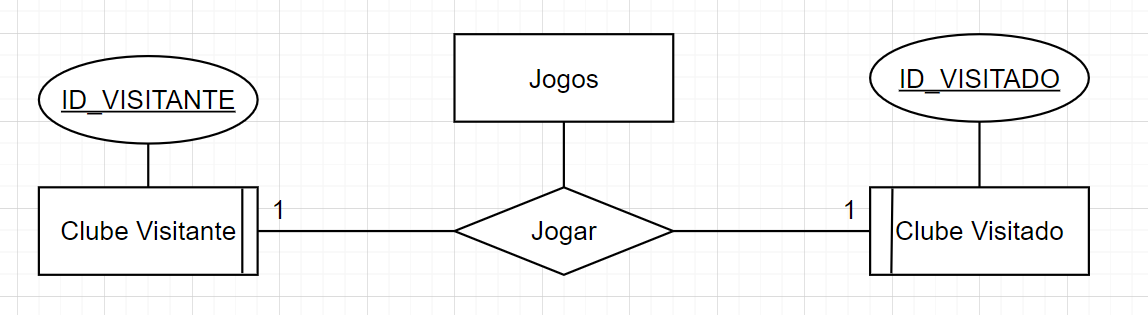 ID_VISITANTE
Jogos
ID_VISITADO
Clube Visitante
1
Jogar
1
Clube Visitado